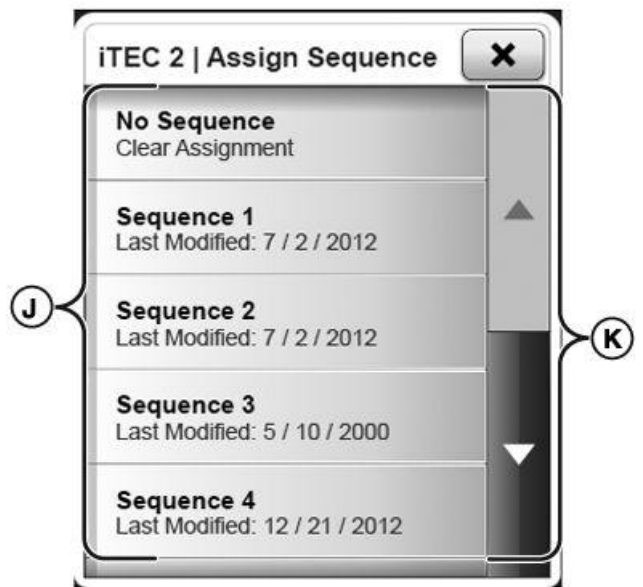 iTEC 2 | Assign Sequence
No Sequence
Clear Assignment
Sequence 1
Last Modified: 7 / 2 / 2012
Sequence 2
Last Modified: 7 / 2 / 2012
J
K
Sequence 3
Last Modified: 5 / 10 / 2000
Sequence 4
Last Modified: 12 / 21 / 2012